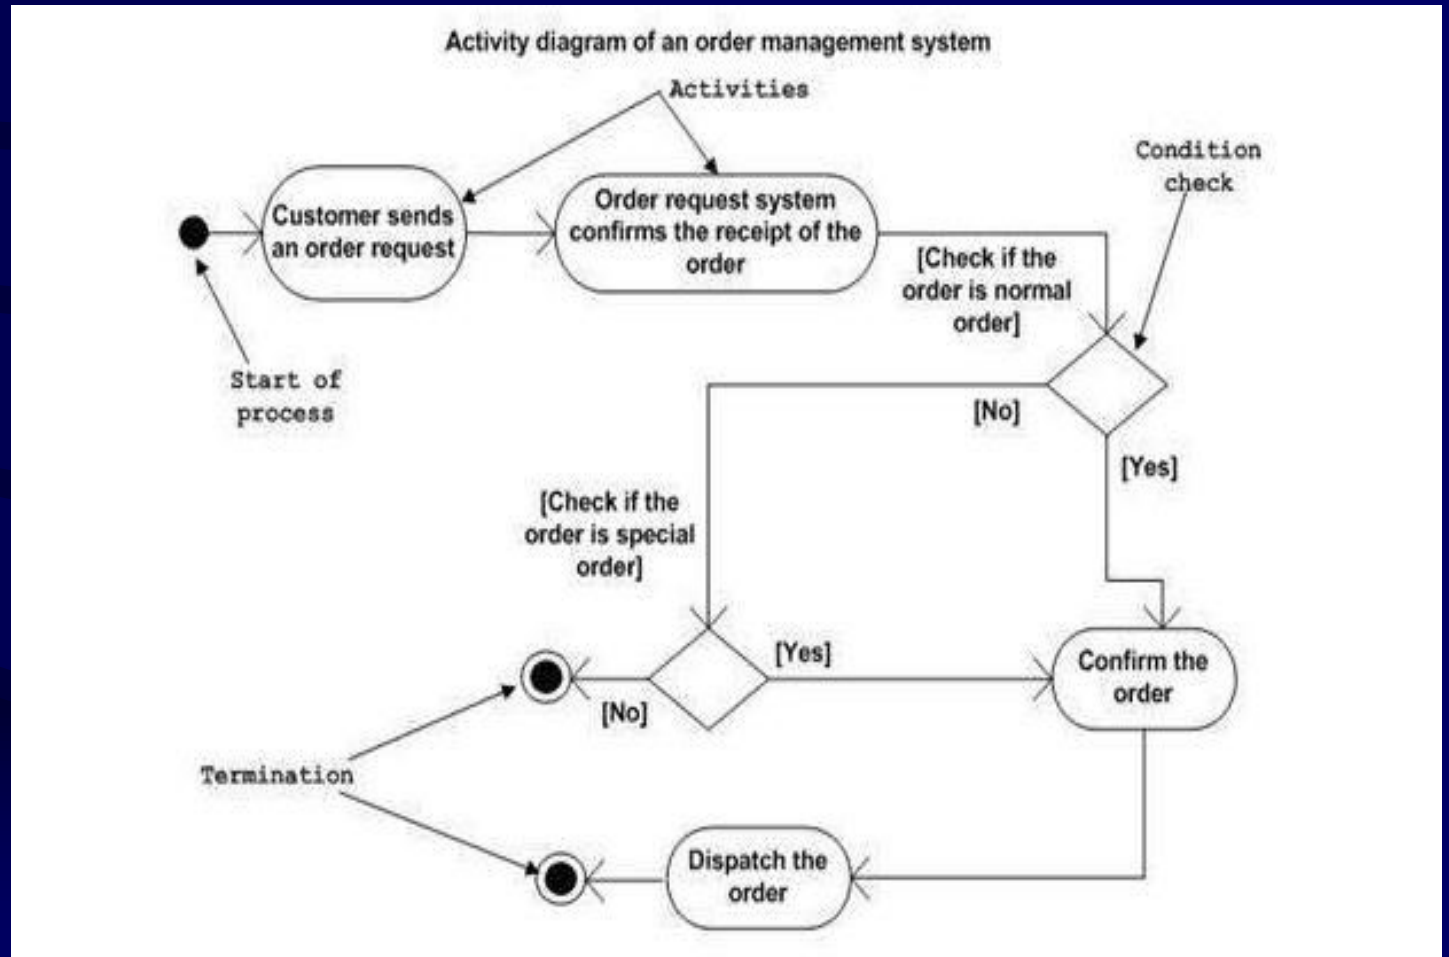 Activity diagram of an order management system
Activities
Condition
check
Customer sends
an order request
Order request system
confirms the receipt of the
order
[Check if the
order is normal
order]
Start of
process
[No]
[Yes]
[Check if the
order is special
order]
[Yes]
[No]
Confirm the
order
Termination
Dispatch the
order